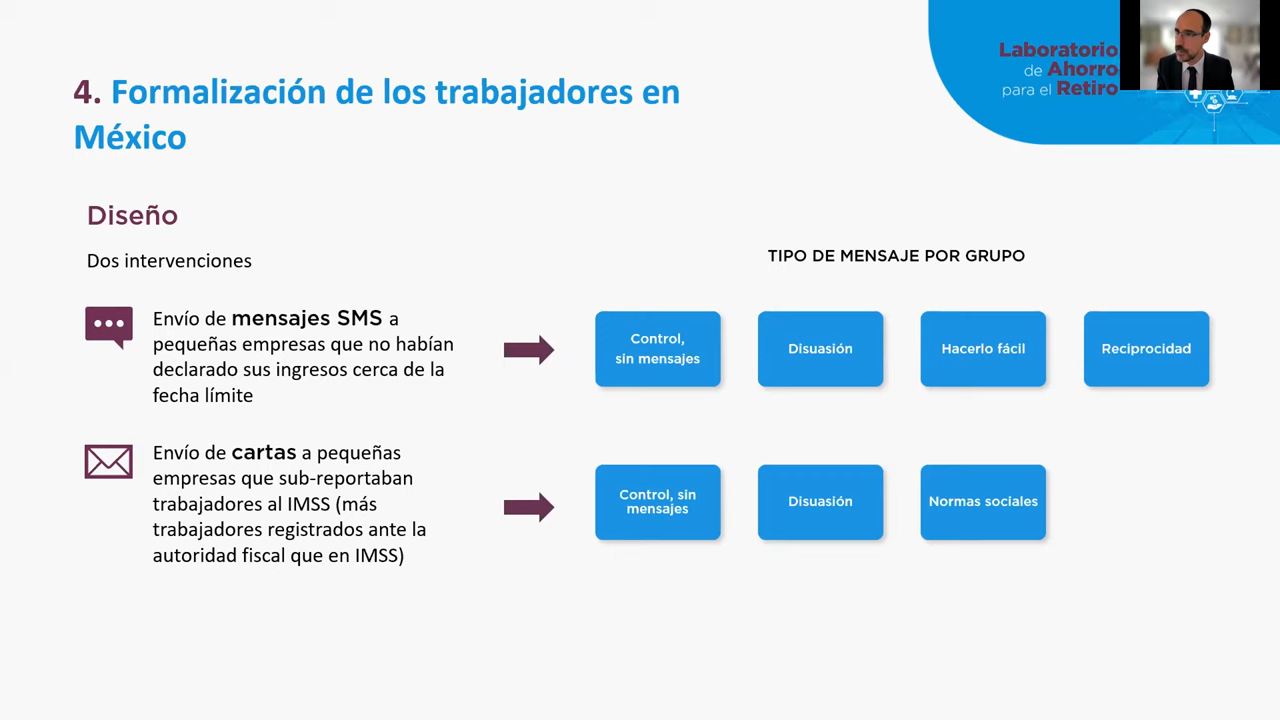 Laboratorio
de Ahorro
para el Retiro
4. Formalización de los trabajadores en
México
Diseño
Dos intervenciones
TIPO DE MENSAJE POR GRUPO
Envío de mensajes SMS a
pequeñas empresas que no habían
declarado sus ingresos cerca de la
fecha límite
Control,
sin mensajes
Disuasión
Hacerlo fácil
Reciprocidad
Envío de cartas a pequeñas
empresas que sub-reportaban
trabajadores al IMSS (más
trabajadores registrados ante la
autoridad fiscal que en IMSS)
Control, sin
mensajes
Disuasión
Normas sociales